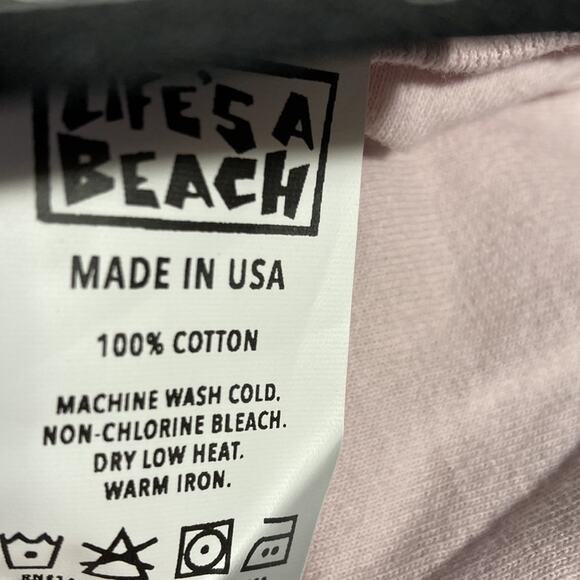 LIFE'S A
BEACH
MADE IN USA
100% COTTON
MACHINE WASH COLD.
NON-CHLORINE BLEACH.
DRY LOW HEAT.
WARM IRON.